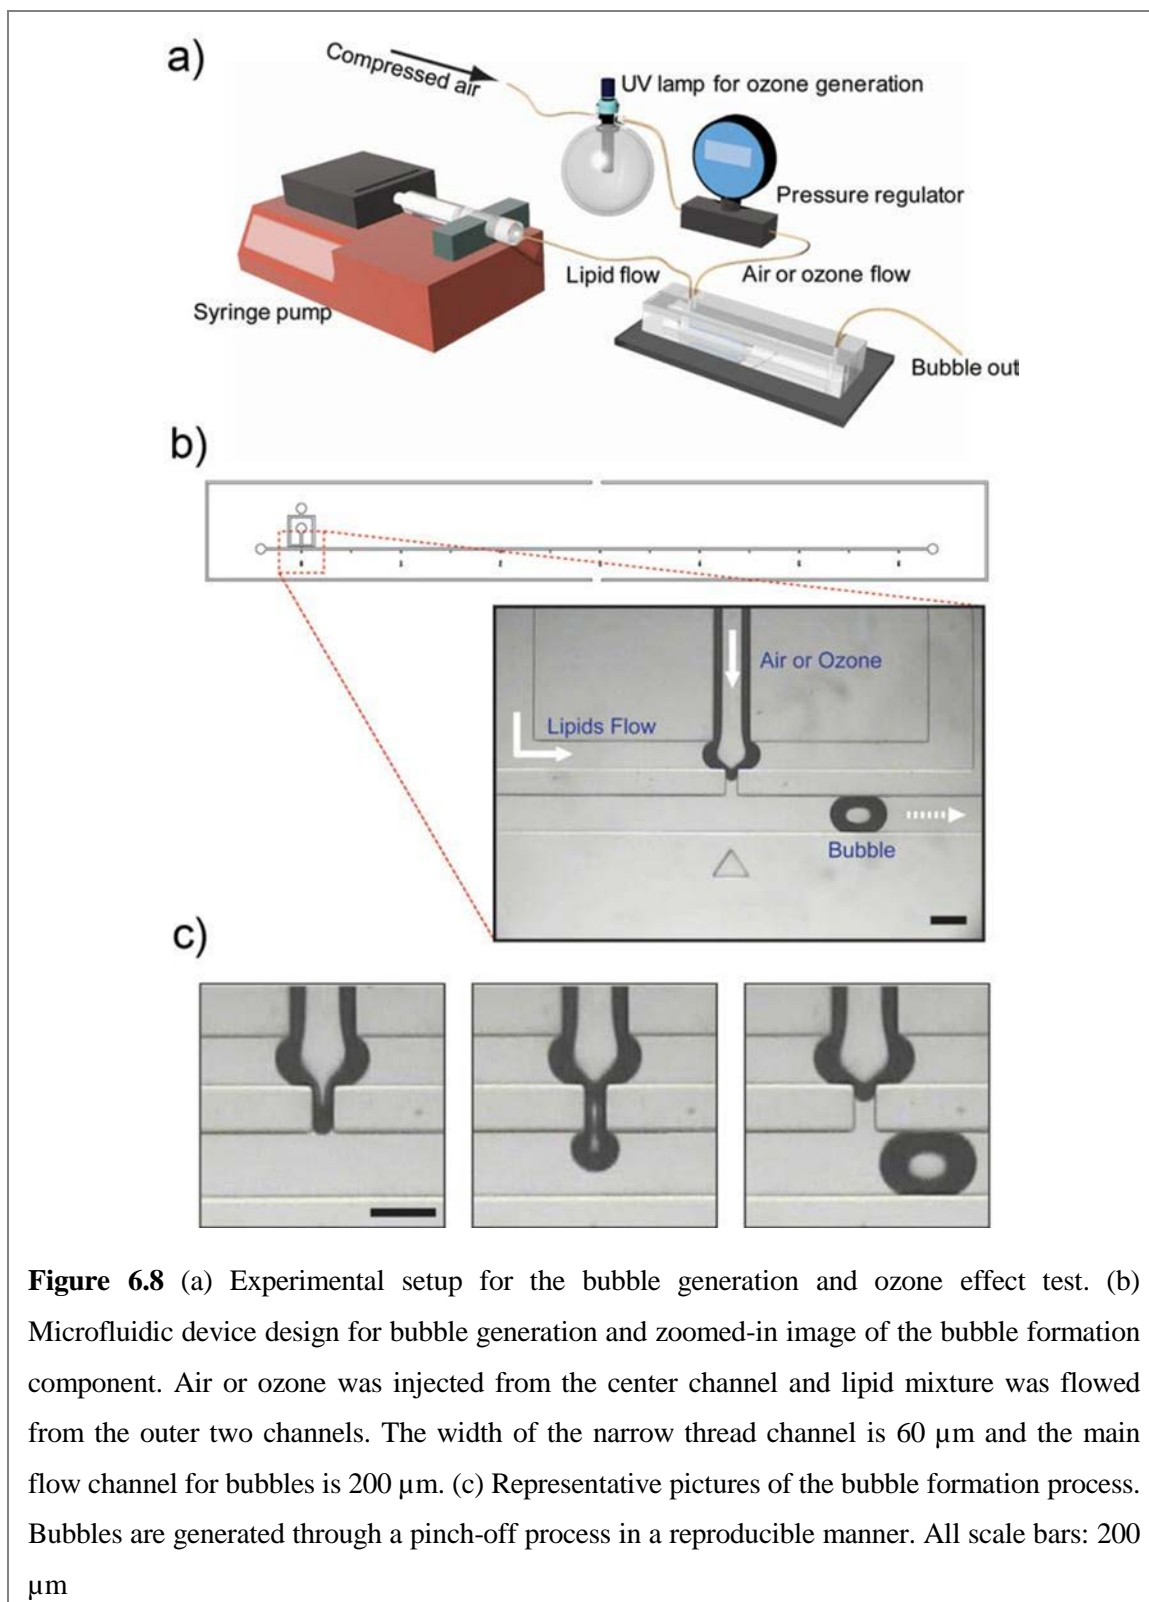 a)
Compressed air
UV lamp for ozone generation
Pressure regulator
Lipid flow
Air or ozone flow
Syringe pump
Bubble out
b)
Air or Ozone
Lipids Flow
Bubble
c)
Figure 6.8 (a) Experimental setup for the bubble generation and ozone effect test. (b)
Microfluidic device design for bubble generation and zoomed-in image of the bubble formation
component. Air or ozone was injected from the center channel and lipid mixture was flowed
from the outer two channels. The width of the narrow thread channel is 60 µm and the main
flow channel for bubbles is 200 µm. (c) Representative pictures of the bubble formation process.
Bubbles are generated through a pinch-off process in a reproducible manner. All scale bars: 200
µm